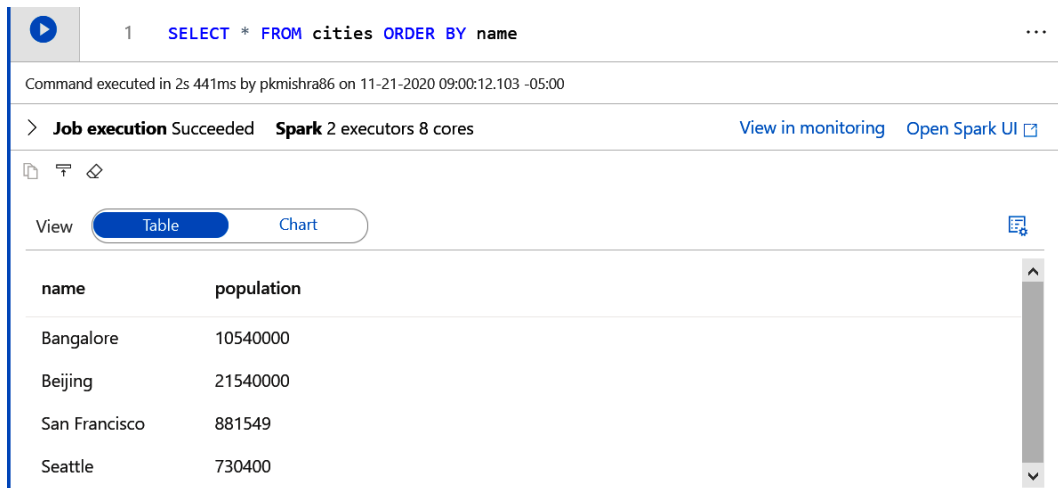 1 SELECT * FROM cities ORDER BY name ...
Command executed in 2s 441ms by pkmishra86 on 11-21-2020 09:00:12.103 -05:00
> Job execution Succeeded Spark 2 executors 8 cores View in monitoring Open Spark UI
View Table Chart
name population
Bangalore 10540000
Beijing 21540000
San Francisco 881549
Seattle 730400